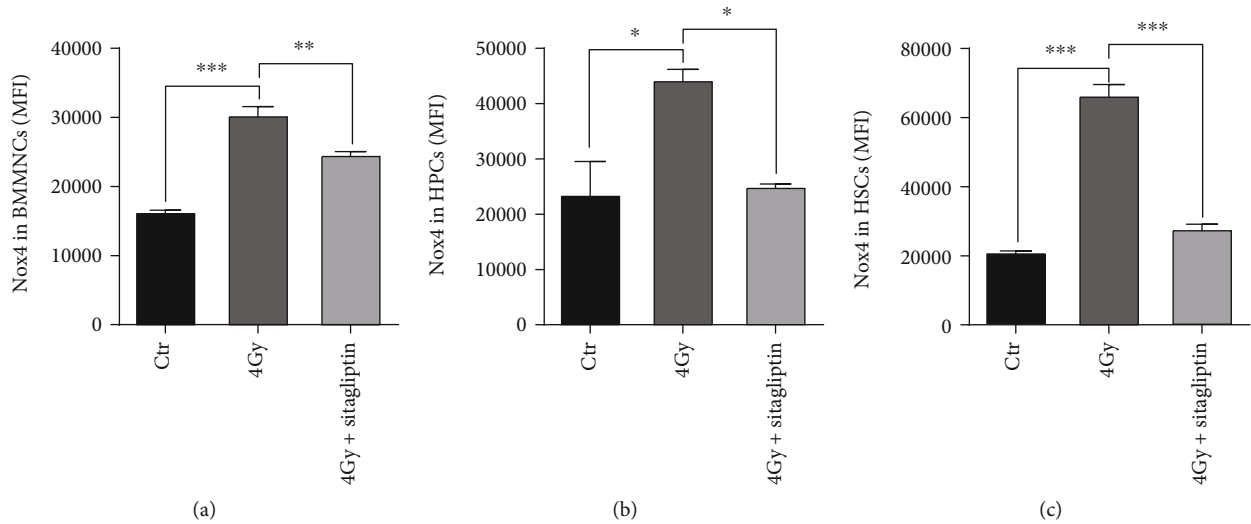 Nox4 in BMMNCs (MFI)
40000
30000
20000
10000
0
***
**
Ctr
4Gy
4Gy + sitagliptin
(a)
Nox4 in HPCs (MFI)
50000
40000
30000
20000
10000
0
*
*
Ctr
4Gy
4Gy + sitagliptin
(b)
Nox4 in HSCs (MFI)
80000
60000
40000
20000
0
***
***
Ctr
4Gy
4Gy + sitagliptin
(c)